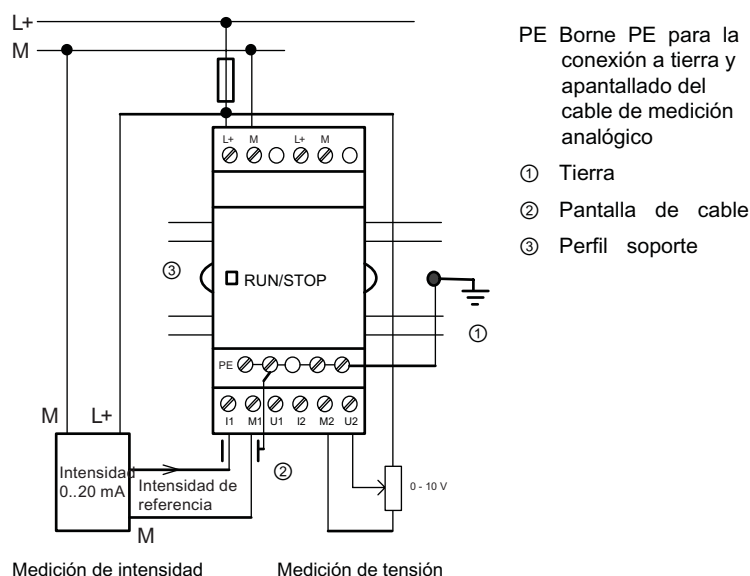 L+
M
L+ M L+ M
RUN/STOP
③
①
PE
I1 M1 U1 I2 M2 U2
M L+
②
Intensidad
0..20 mA
Intensidad de
referencia
M
0 - 10 V
Medición de intensidad
Medición de tensión
PE Borne PE para la
conexión a tierra y
apantallado del
cable de medición
analógico
① Tierra
② Pantalla de cable
③ Perfil soporte